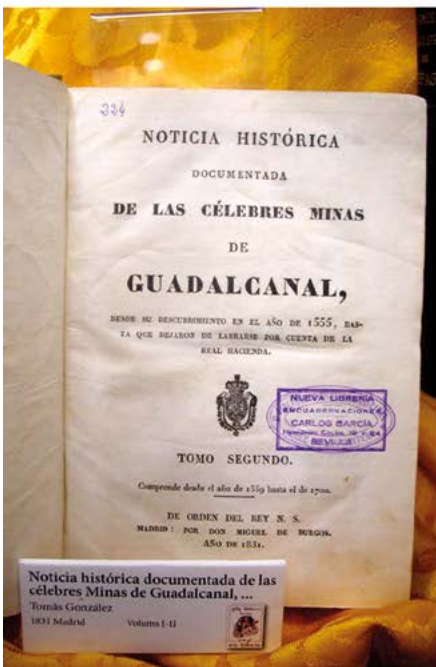 224
NOTICIA HISTÓRICA
DOCUMENTADA
DE LAS CÉLEBRES MINAS
DE
GUADALCANAL,
DESDE SU DESCUBRIMIENTO EN EL AÑO DE 1555, HAS-
TA QUE DEJARON DE LABRARSE POR CUENTA DE LA
REAL HACIENDA.
NUEVA LIBRERÍA
ENCUADERNACIONES
CARLOS GARCÍA
SEVILLA
TOMO SEGUNDO.
Comprende desde el año de 1559 hasta el de 1700.
DE ORDEN DEL REY N. S.
MADRID: POR DON MIGUEL DE BURGOS.
AÑO DE 1831.
Noticia histórica documentada de las
célebres Minas de Guadalcanal, ...
Tomás González
1831 Madrid Volums I-II